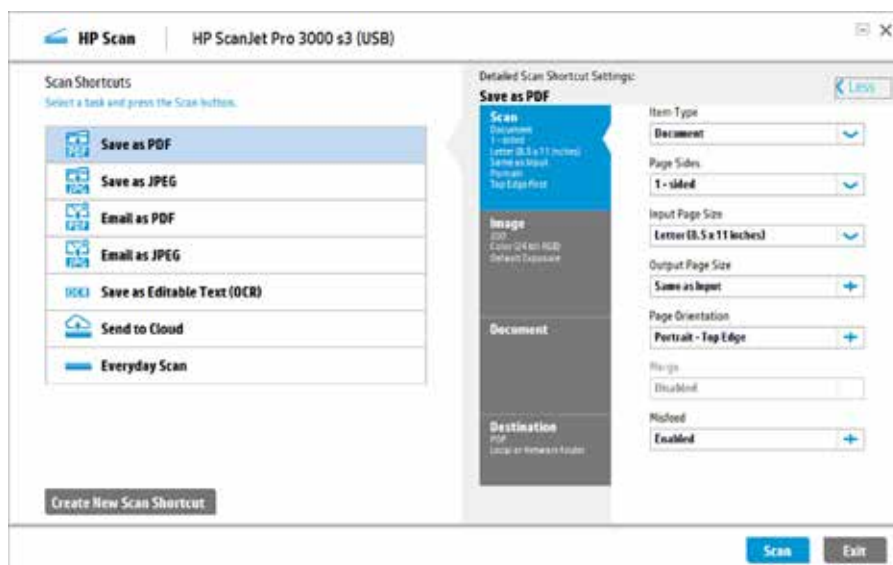 HP Scan
HP ScanJet Pro 3000 s3 (USB)
Scan Shortcuts
Select a task and press the Scan button.
Save as PDF
Save as JPEG
Email as PDF
Email as JPEG
Save as Editable Text (OCR)
Send to Cloud
Everyday Scan
Create New Scan Shortcut
Detailed Scan Shortcut Settings:
Save as PDF
Less
Scan
Document
1 - sided
Letter (8.5 x 11 inches)
Same as Input
Portrait
Top Edge First
Image
Color (24 bit RGB)
Default Exposure
Document
Destination
PDF
Local or Network Folder
Item Type
Document
Page Sides
1 - sided
Input Page Size
Letter (8.5 x 11 inches)
Output Page Size
Same as Input
Page Orientation
Portrait - Top Edge
Merge
Disabled
Misfeed
Enabled
Scan
Exit